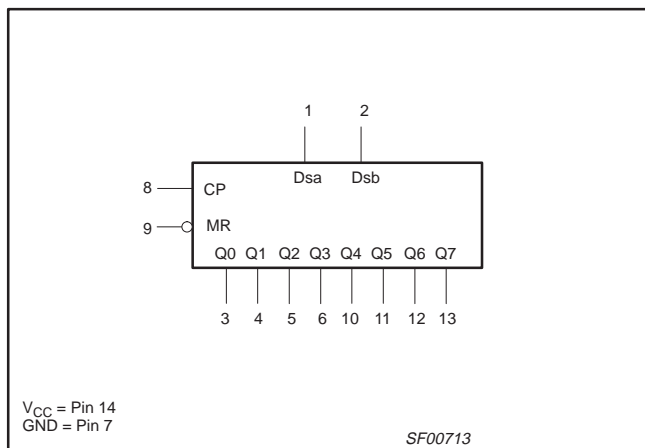 1 2
Dsa Dsb
8 CP
9 MR
Q0 Q1 Q2 Q3 Q4 Q5 Q6 Q7
3 4 5 6 10 11 12 13
VCC = Pin 14
GND = Pin 7
SF00713